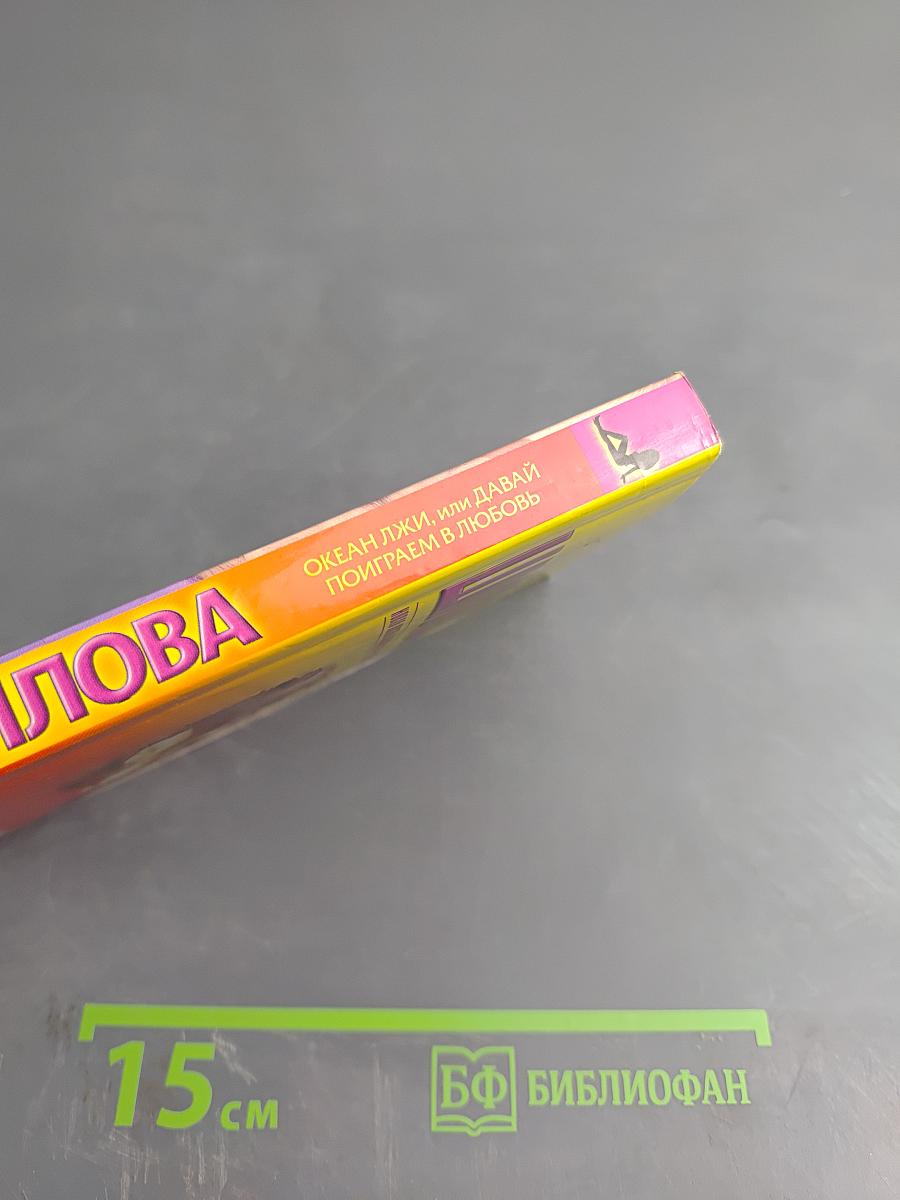 ЛОВА
ОКЕАН ЛЖИ, или ДАВАЙ
ПОИГРАЕМ В ЛЮБОВЬ
15 см
БФ БИБЛИОФАН